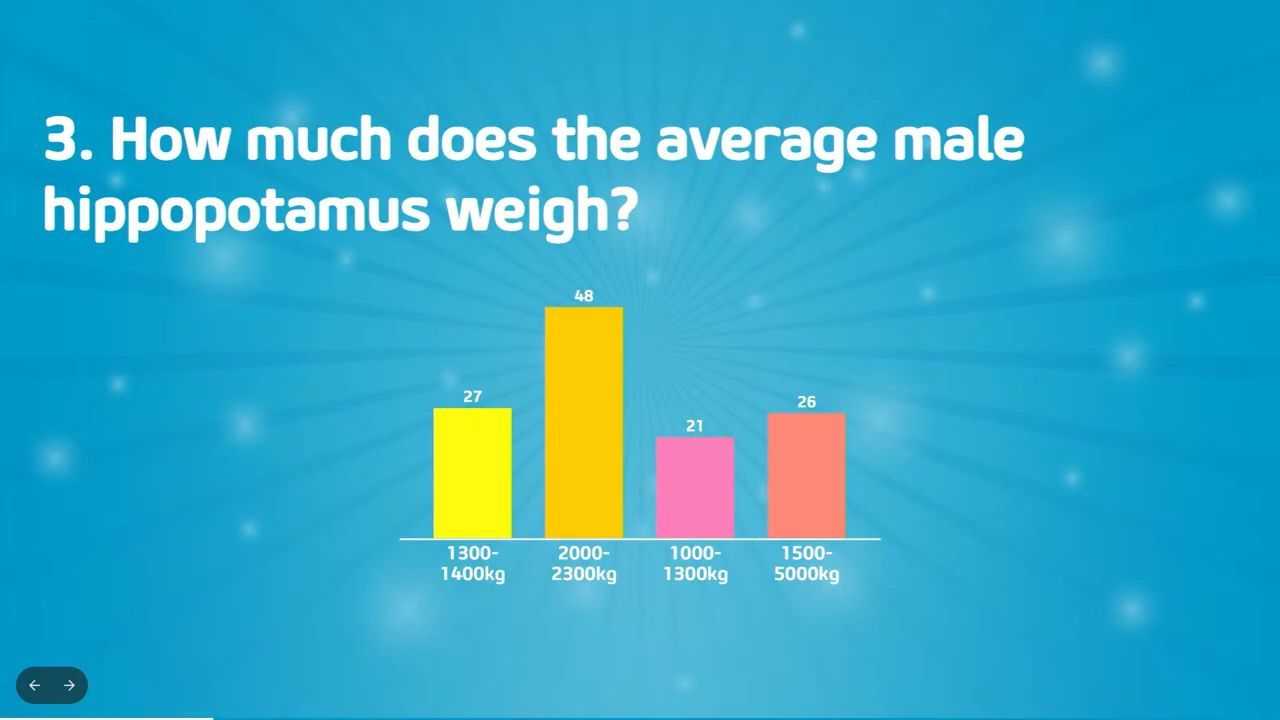 3. How much does the average male
hippopotamus weigh?
48
27
26
21
1300-
1400kg
2000-
2300kg
1000-
1300kg
1500-
5000kg